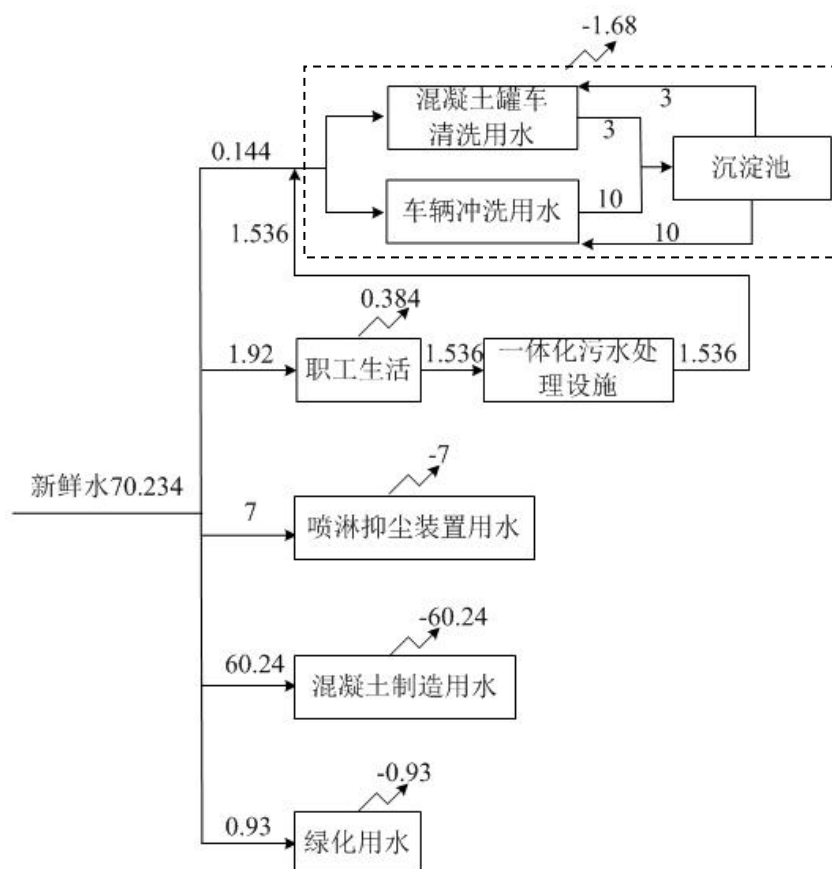 -1.68
混凝土罐车
清洗用水
3
3
0.144
沉淀池
车辆冲洗用水
10
10
1.536
0.384
1.92
职工生活
1.536
一体化污水处
理设施
1.536
-7
新鲜水70.234
7
喷淋抑尘装置用水
-60.24
60.24
混凝土制造用水
-0.93
0.93
绿化用水